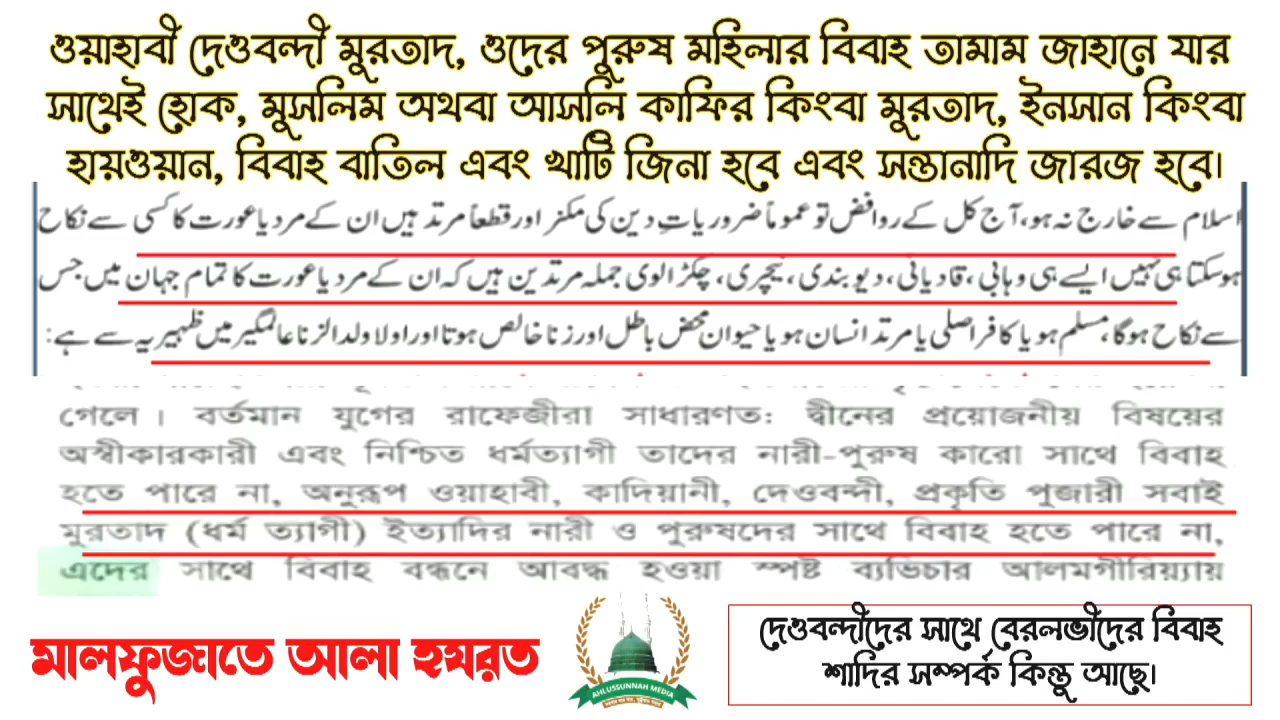 ওয়াহাবী দেওবন্দী মুরতাদ, ওদের পুরুষ মহিলার বিবাহ তামাম জাহানে যার
সাথেই হোক, মুসলিম অথবা আসলি কাফির কিংবা মুরতাদ, ইনসান কিংবা
হায়ওয়ান, বিবাহ বাতিল এবং খাটি জিনা হবে এবং সন্তানাদি জারজ হবে।
اسلام سے خارج نہ ہو، آج کل کے روافض تو عموماً ضروریاتِ دین کی منکر اور قطعاً مرتد ہیں ان کے مرد یا عورت کا کسی سے نکاح
ہوسکتا ہی نہیں ایسے ہی وہابی، قادیانی، دیوبندی، نیچری، چکڑالوی جملہ مرتدین ہیں کہ ان کے مرد یا عورت کا تمام جہان میں جس
سے نکاح ہوگا، مسلم ہو یا کافر اصلی یا مرتد انسان ہو یا حیوان محض باطل اور زنا خالص ہوتا اور اولاد ولد الزنا عالمگیر میں ظہیریہ سے ہے:
গেলে। বর্তমান যুগের রাফেজীরা সাধারণত: দ্বীনের প্রয়োজনীয় বিষয়ের
অস্বীকারকারী এবং নিশ্চিত ধর্মত্যাগী তাদের নারী-পুরুষ কারো সাথে বিবাহ
হতে পারে না, অনুরূপ ওয়াহাবী, কাদিয়ানী, দেওবন্দী, প্রকৃতি পুজারী সবাই
মুরতাদ (ধর্ম ত্যাগী) ইত্যাদির নারী ও পুরুষদের সাথে বিবাহ হতে পারে না,
এদের সাথে বিবাহ বন্ধনে আবদ্ধ হওয়া স্পষ্ট ব্যভিচার আলমগীরিয়্যায়
মালফুজাতে আলা হযরত
AHLUSSUNNAH MEDIA
দেওবন্দীদের সাথে বেরলভীদের বিবাহ
শাদির সম্পর্ক কিন্তু আছে।